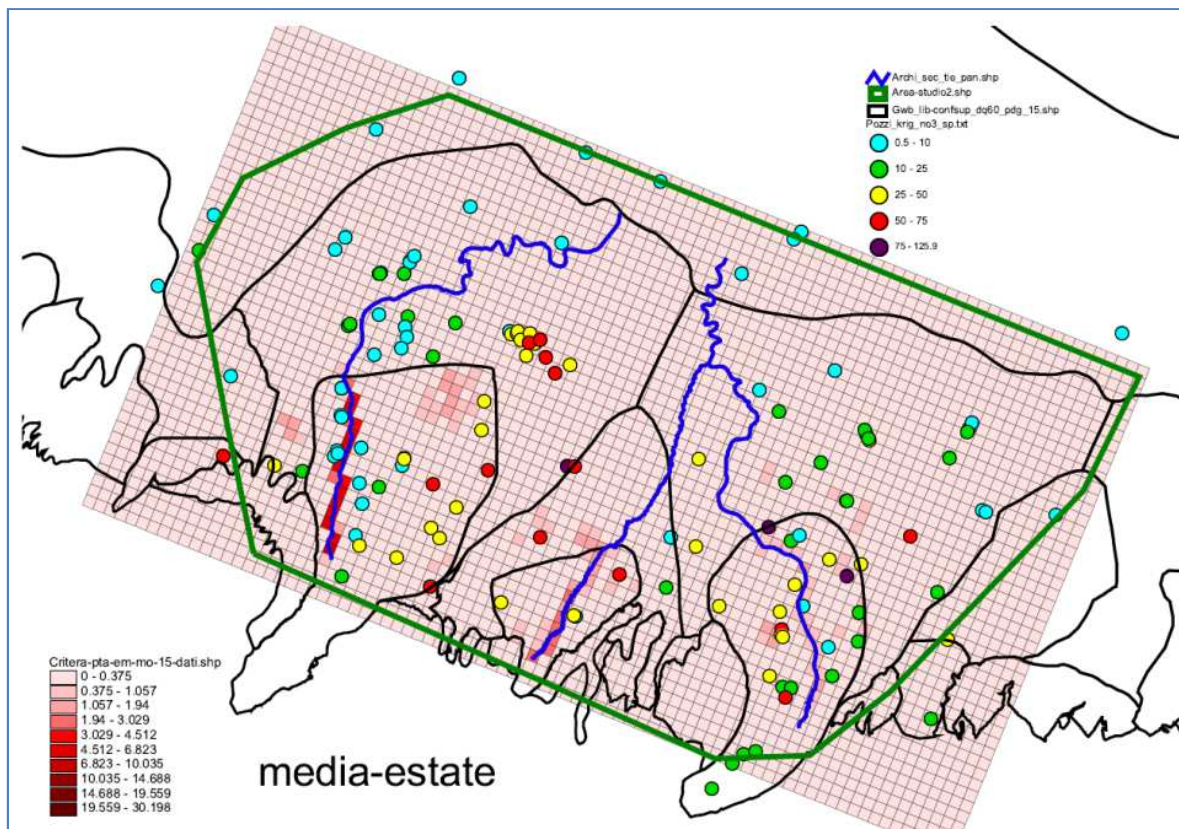 Archi_sec_tie_pan.shp
Area-studio2.shp
Gwb_lib-confsup_dq60_pdg_15.shp
Pozzi_krig_no3_sp.txt
0.5 - 10
10 - 25
25 - 50
50 - 75
75 - 125.9
Critera-pta-em-mo-15-dati.shp
0 - 0.375
0.375 - 1.057
1.057 - 1.94
1.94 - 3.029
3.029 - 4.512
4.512 - 6.823
6.823 - 10.035
10.035 - 14.688
14.688 - 19.559
19.559 - 30.198
media-estate